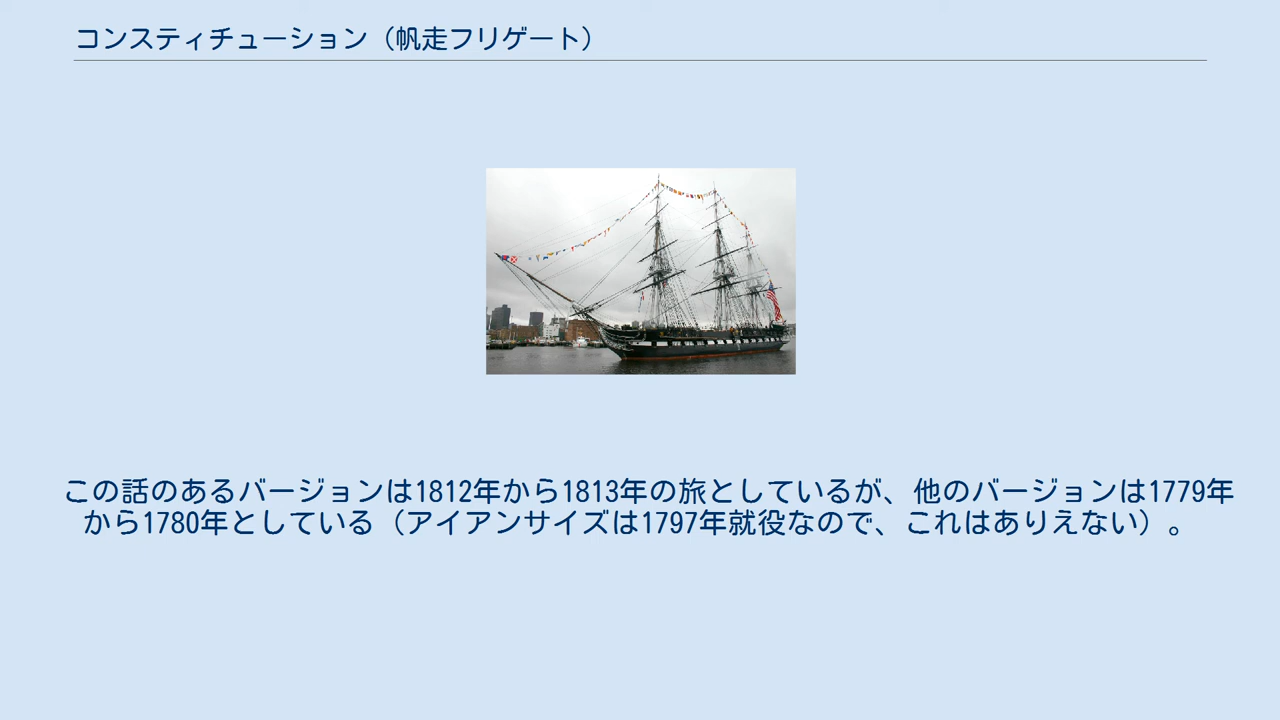 コンスティチューション（帆走フリゲート）
この話のあるバージョンは1812年から1813年の旅としているが、他のバージョンは1779年
から1780年としている（アイアンサイズは1797年就役なので、これはありえない）。